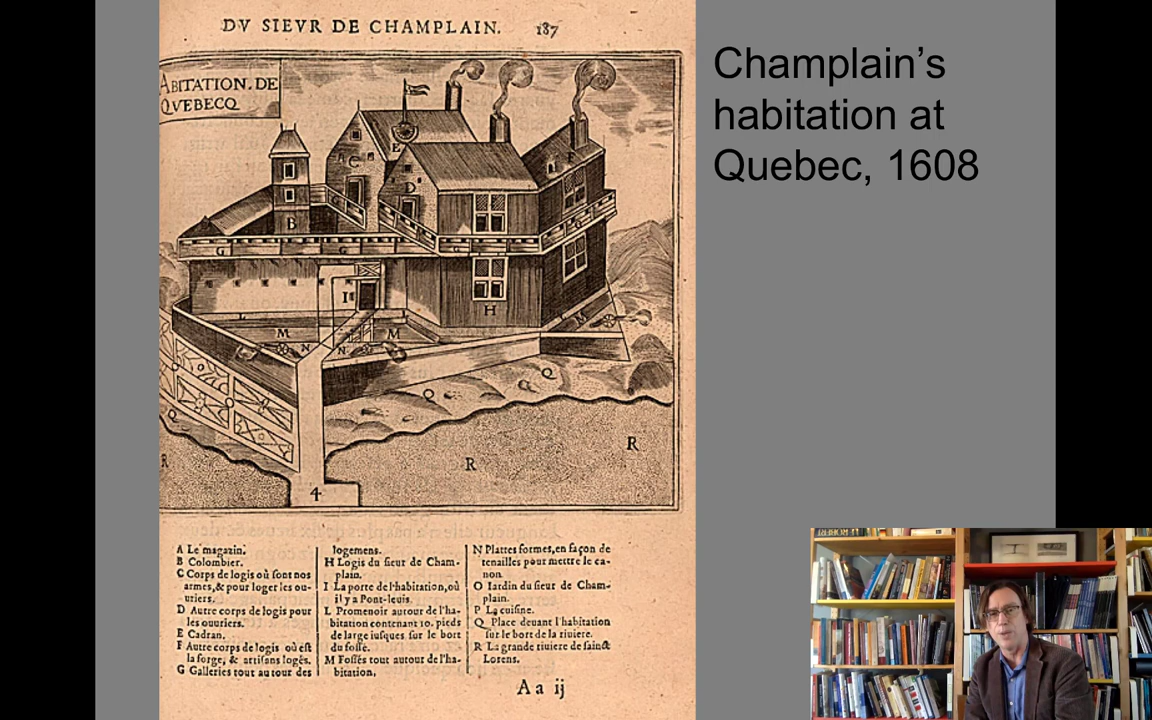 DV SIEVR DE CHAMPLAIN. 187
ABITATION. DE
QVEBECQ
Champlain's
habitation at
Quebec, 1608
E
C
F
D
B
G G G G
I
H
L
M M M
N N
Q
O
Q
R R R
4
A Le magazin.
B Colombier.
C Corps de logis où sont nos
armes, & pour loger les ou-
uriers.
D Autre corps de logis pour
les ouuriers.
E Cadran.
F Autre corps de logis où est
la forge, & artisans logés.
G Galleries tout au tour des
logemens.
H Logis du sieur de Cham-
plain.
I La porte de l'habitation, où
il y a Pont-leuis.
L Promenoir autour de l'ha-
bitation contenant 10. pieds
de large iusques sur le bort
du fossé.
M Fossés tout autour de l'ha-
bitation.
N Plattes formes, en façon de
tenailles pour mettre le ca-
non.
O Iardin du sieur de Cham-
plain.
P La cuisine.
Q Place deuant l'habitation
sur le bort de la riuiere.
R La grande riuiere de sainct
Lorens.
A a ij